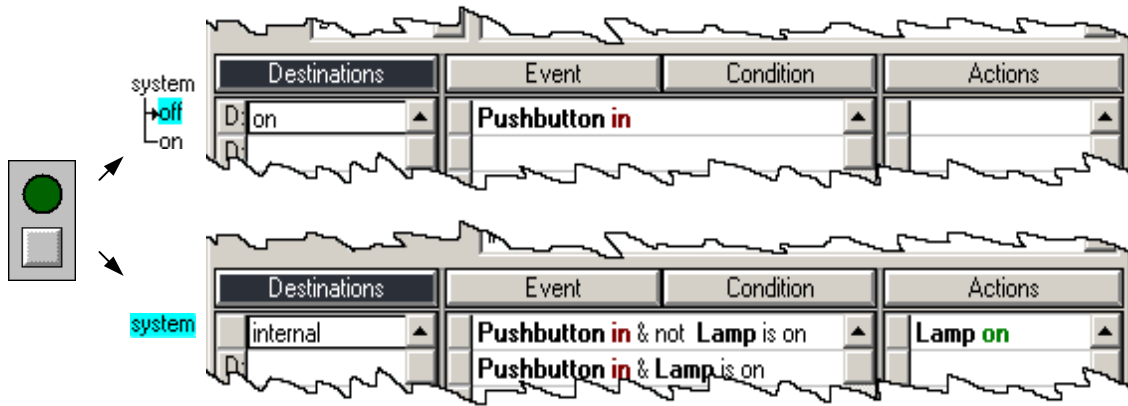 Destinations Event Condition Actions
system
off
on
D: on Pushbutton in
D:
Destinations Event Condition Actions
system
internal Pushbutton in & not Lamp is on Lamp on
D: Pushbutton in & Lamp is on